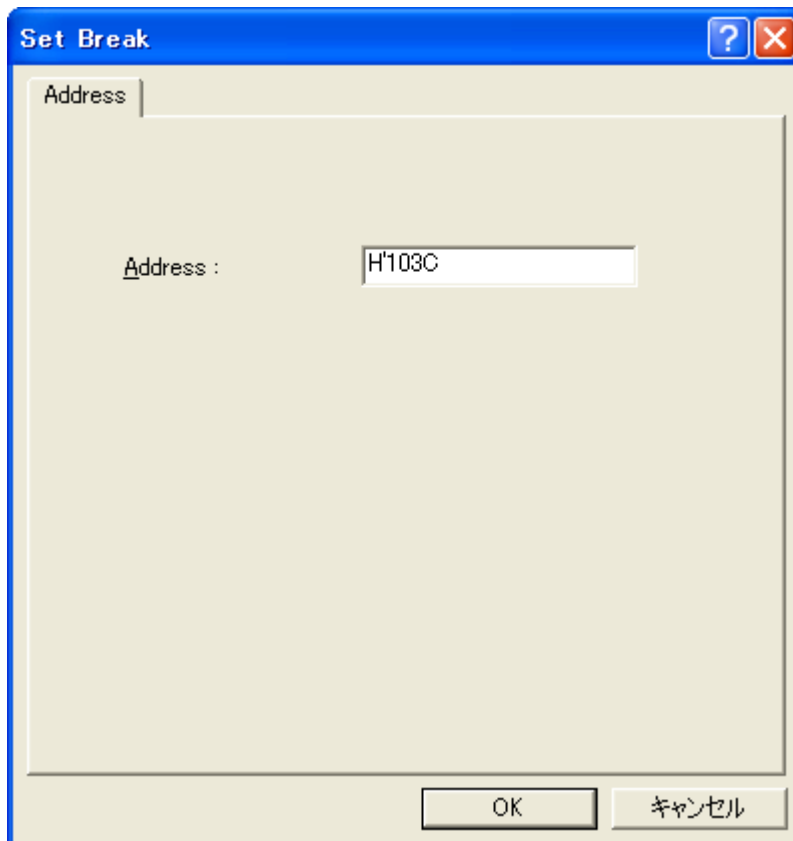 Set Break
Address
Address :
H'103C
OK
キャンセル